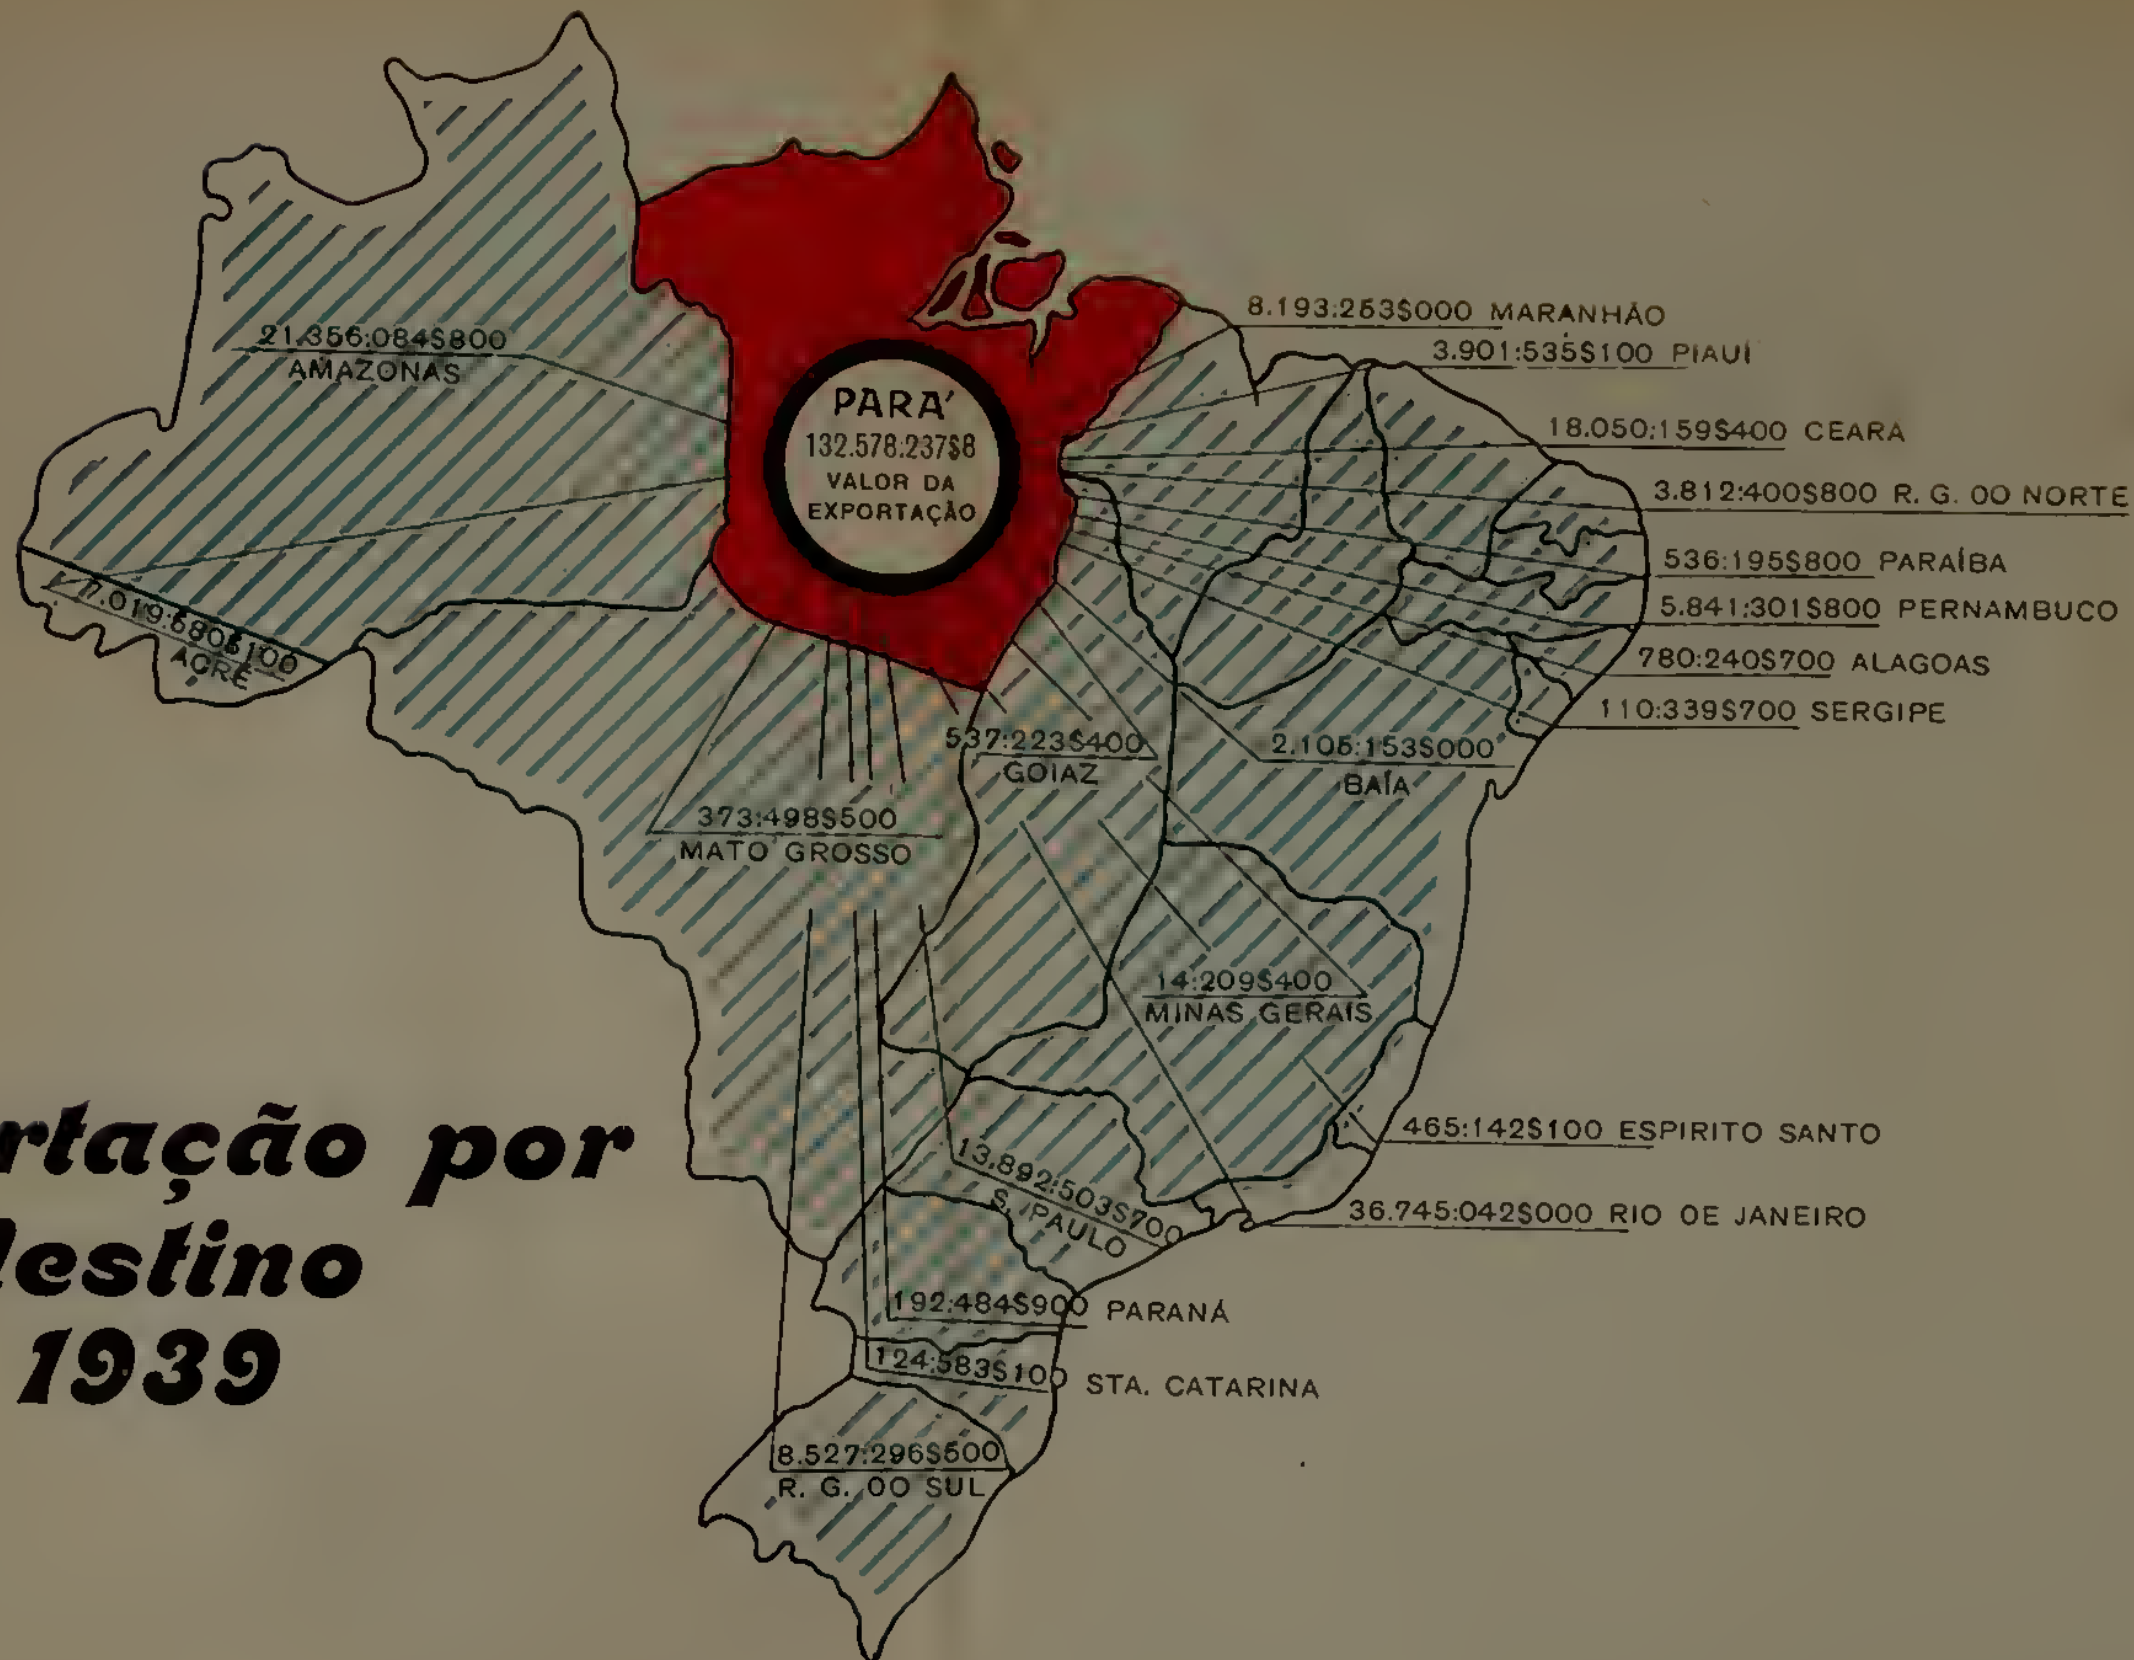 8.193:253$000 MARANHÃO
21.356:084$800
AMAZONAS
3.901:535$100 PIAUÍ
PARA'
132.578:237$8
VALOR DA
EXPORTAÇÃO
18.050:159$400 CEARA
3.812:400$800 R. G. DO NORTE
536:195$800 PARAÍBA
5.841:301$800 PERNAMBUCO
7.019:680$100
ACRE
780:240$700 ALAGOAS
110:339$700 SERGIPE
537:223$400
GOIAZ
2.105:153$000
BAÍA
373:498$500
MATO GROSSO
14:209$400
MINAS GERAIS
465:142$100 ESPIRITO SANTO
13.892:503$700
S. PAULO
36.745:042$000 RIO DE JANEIRO
192:484$900 PARANÁ
124:583$100 STA. CATARINA
8.527:296$500
R. G. DO SUL
rtação por
destino
1939